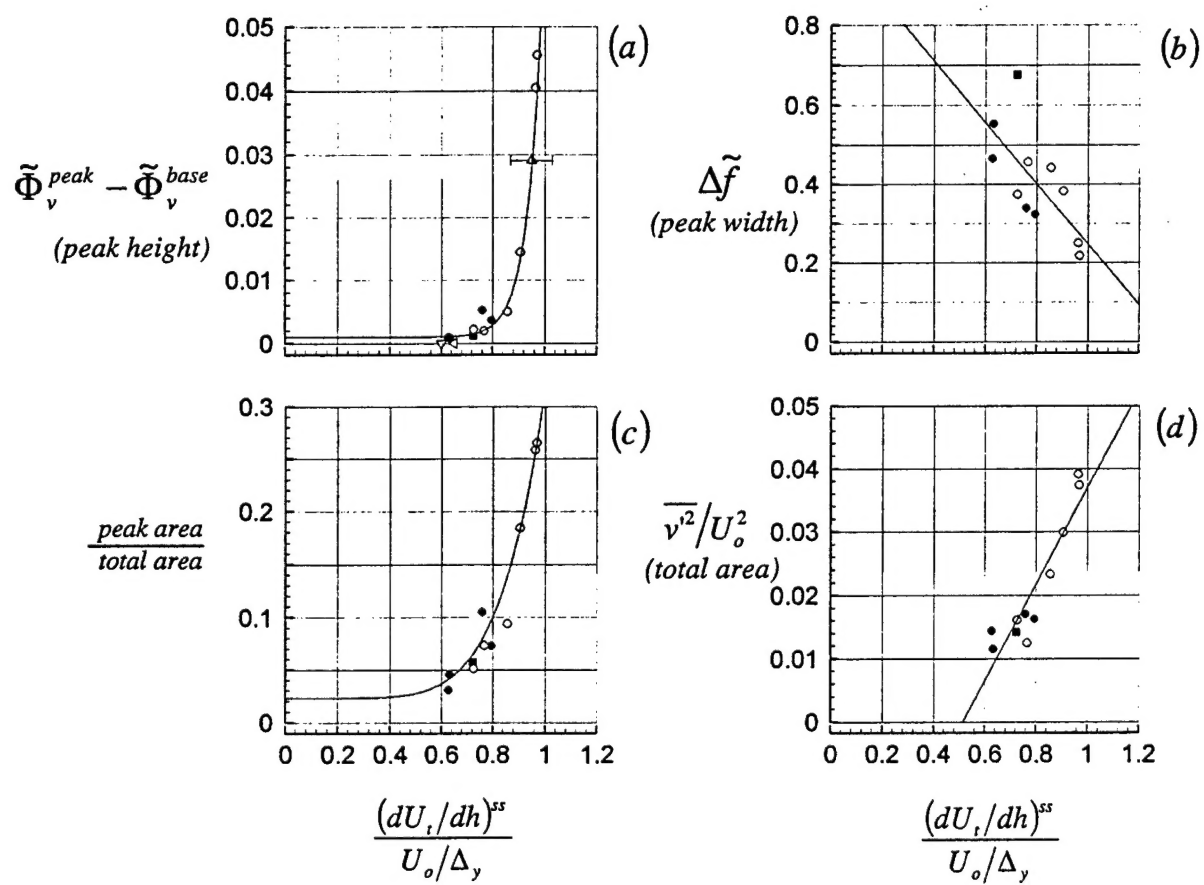 (a)
0.05
0.04
0.03
0.02
0.01
0
Φ̃_v^peak − Φ̃_v^base
(peak height)
(b)
0.8
0.6
0.4
0.2
0
Δf̃
(peak width)
(c)
0.3
0.2
0.1
0
peak area
total area
0 0.2 0.4 0.6 0.8 1 1.2
(dU_t/dh)^ss
U_o/Δ_y
(d)
0.05
0.04
0.03
0.02
0.01
0
v'²/U_o²
(total area)
0 0.2 0.4 0.6 0.8 1 1.2
(dU_t/dh)^ss
U_o/Δ_y